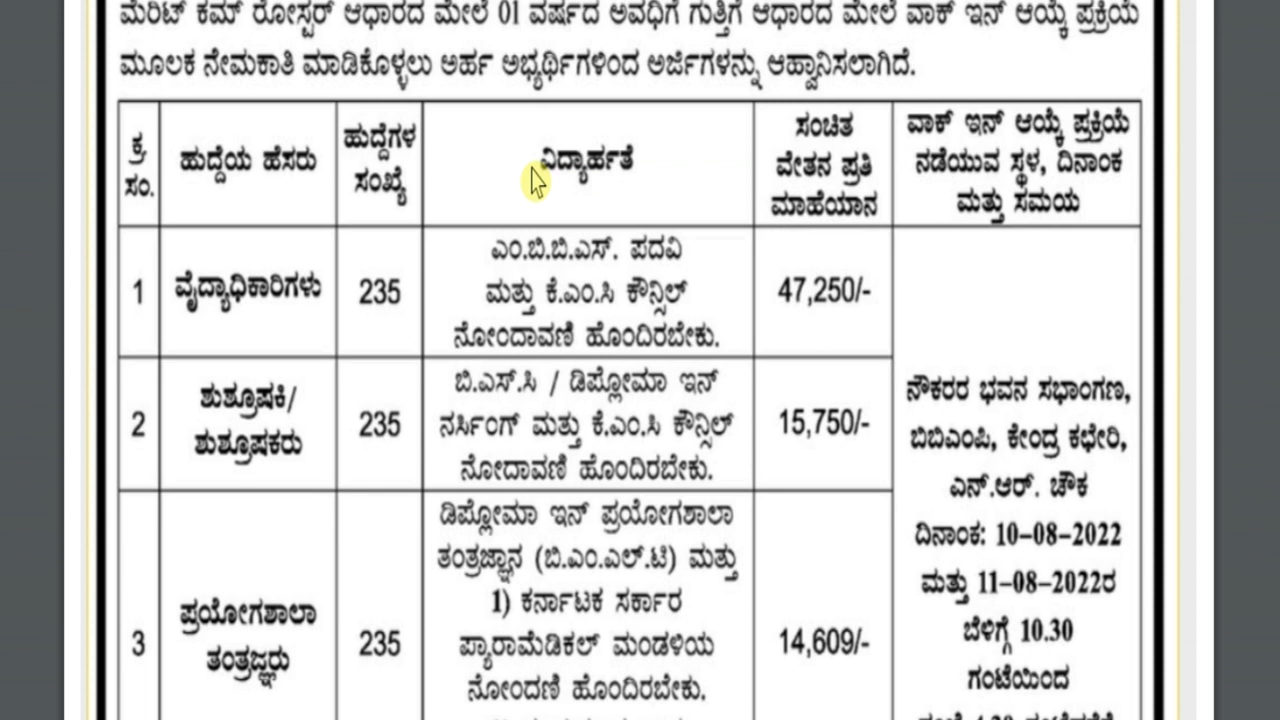 ಮೆರಿಟ್ ಕಮ್ ರೋಸ್ಟರ್ ಆಧಾರದ ಮೇಲೆ 01 ವರ್ಷದ ಅವಧಿಗೆ ಗುತ್ತಿಗೆ ಆಧಾರದ ಮೇಲೆ ವಾಕ್ ಇನ್ ಆಯ್ಕೆ ಪ್ರಕ್ರಿಯೆ
ಮೂಲಕ ನೇಮಕಾತಿ ಮಾಡಿಕೊಳ್ಳಲು ಅರ್ಹ ಅಭ್ಯರ್ಥಿಗಳಿಂದ ಅರ್ಜಿಗಳನ್ನು ಆಹ್ವಾನಿಸಲಾಗಿದೆ.
ಕ್ರ
ಸಂ.
ಹುದ್ದೆಯ ಹೆಸರು
ಹುದ್ದೆಗಳ
ಸಂಖ್ಯೆ
ವಿದ್ಯಾರ್ಹತೆ
ಸಂಚಿತ
ವೇತನ ಪ್ರತಿ
ಮಾಹೆಯಾನ
ವಾಕ್ ಇನ್ ಆಯ್ಕೆ ಪ್ರಕ್ರಿಯೆ
ನಡೆಯುವ ಸ್ಥಳ, ದಿನಾಂಕ
ಮತ್ತು ಸಮಯ
1
ವೈದ್ಯಾಧಿಕಾರಿಗಳು
235
ಎಂ.ಬಿ.ಬಿ.ಎಸ್. ಪದವಿ
ಮತ್ತು ಕೆ.ಎಂ.ಸಿ ಕೌನ್ಸಿಲ್
ನೋಂದಾವಣಿ ಹೊಂದಿರಬೇಕು.
47,250/-
2
ಶುಶ್ರೂಷಕಿ/
ಶುಶ್ರೂಷಕರು
235
ಬಿ.ಎಸ್.ಸಿ / ಡಿಪ್ಲೋಮಾ ಇನ್
ನರ್ಸಿಂಗ್ ಮತ್ತು ಕೆ.ಎಂ.ಸಿ ಕೌನ್ಸಿಲ್
ನೋದಾವಣಿ ಹೊಂದಿರಬೇಕು.
15,750/-
3
ಪ್ರಯೋಗಶಾಲಾ
ತಂತ್ರಜ್ಞರು
235
ಡಿಪ್ಲೋಮಾ ಇನ್ ಪ್ರಯೋಗಶಾಲಾ
ತಂತ್ರಜ್ಞಾನ (ಬಿ.ಎಂ.ಎಲ್.ಟಿ) ಮತ್ತು
1) ಕರ್ನಾಟಕ ಸರ್ಕಾರ
ಪ್ಯಾರಾಮೆಡಿಕಲ್ ಮಂಡಳಿಯ
ನೋಂದಣಿ ಹೊಂದಿರಬೇಕು.
14,609/-
ನೌಕರರ ಭವನ ಸಭಾಂಗಣ,
ಬಿಬಿಎಂಪಿ, ಕೇಂದ್ರ ಕಛೇರಿ,
ಎನ್.ಆರ್. ಚೌಕ
ದಿನಾಂಕ: 10-08-2022
ಮತ್ತು 11-08-2022ರ
ಬೆಳಿಗ್ಗೆ 10.30
ಗಂಟೆಯಿಂದ